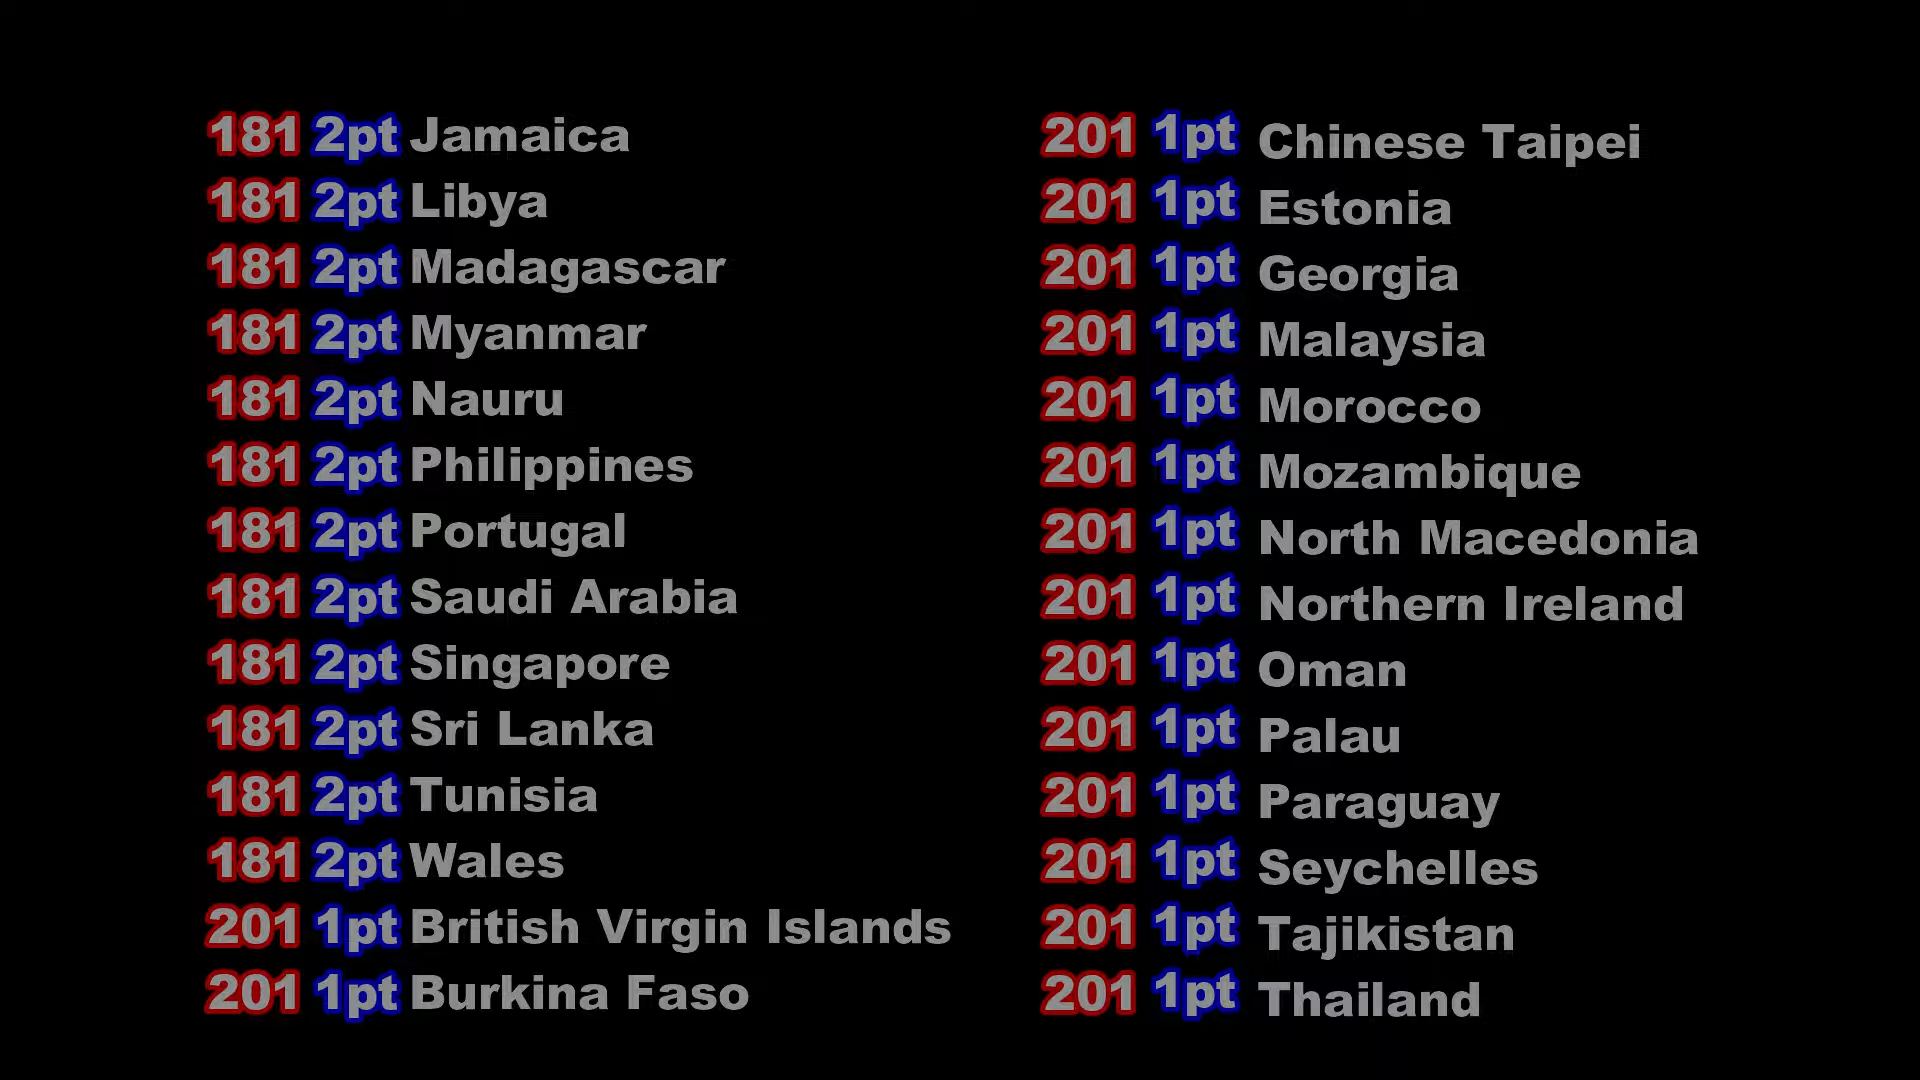 181 2pt Jamaica
181 2pt Libya
181 2pt Madagascar
181 2pt Myanmar
181 2pt Nauru
181 2pt Philippines
181 2pt Portugal
181 2pt Saudi Arabia
181 2pt Singapore
181 2pt Sri Lanka
181 2pt Tunisia
181 2pt Wales
201 1pt British Virgin Islands
201 1pt Burkina Faso
201 1pt Chinese Taipei
201 1pt Estonia
201 1pt Georgia
201 1pt Malaysia
201 1pt Morocco
201 1pt Mozambique
201 1pt North Macedonia
201 1pt Northern Ireland
201 1pt Oman
201 1pt Palau
201 1pt Paraguay
201 1pt Seychelles
201 1pt Tajikistan
201 1pt Thailand